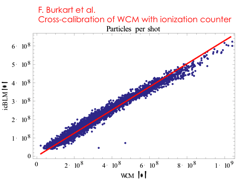 F. Burkart et al.
Cross-calibration of WCM with ionization counter
Particles per shot
icBLM [#]
6 10⁸
5 10⁸
4 10⁸
3 10⁸
2 10⁸
1 10⁸
0
0 2 10⁸ 4 10⁸ 6 10⁸ 8 10⁸ 1 10⁹
WCM [#]